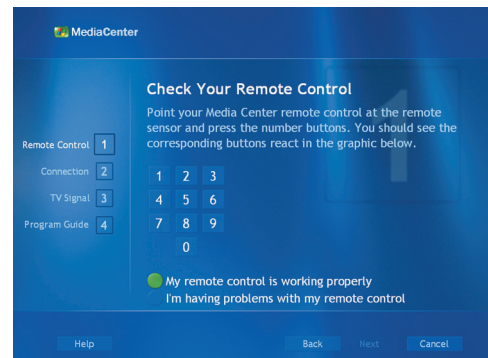 MediaCenter
Check Your Remote Control
Point your Media Center remote control at the remote
sensor and press the number buttons. You should see the
corresponding buttons react in the graphic below.
Remote Control 1
Connection 2
TV Signal 3
Program Guide 4
1 2 3
4 5 6
7 8 9
0
My remote control is working properly
I'm having problems with my remote control
Help Back Next Cancel
1